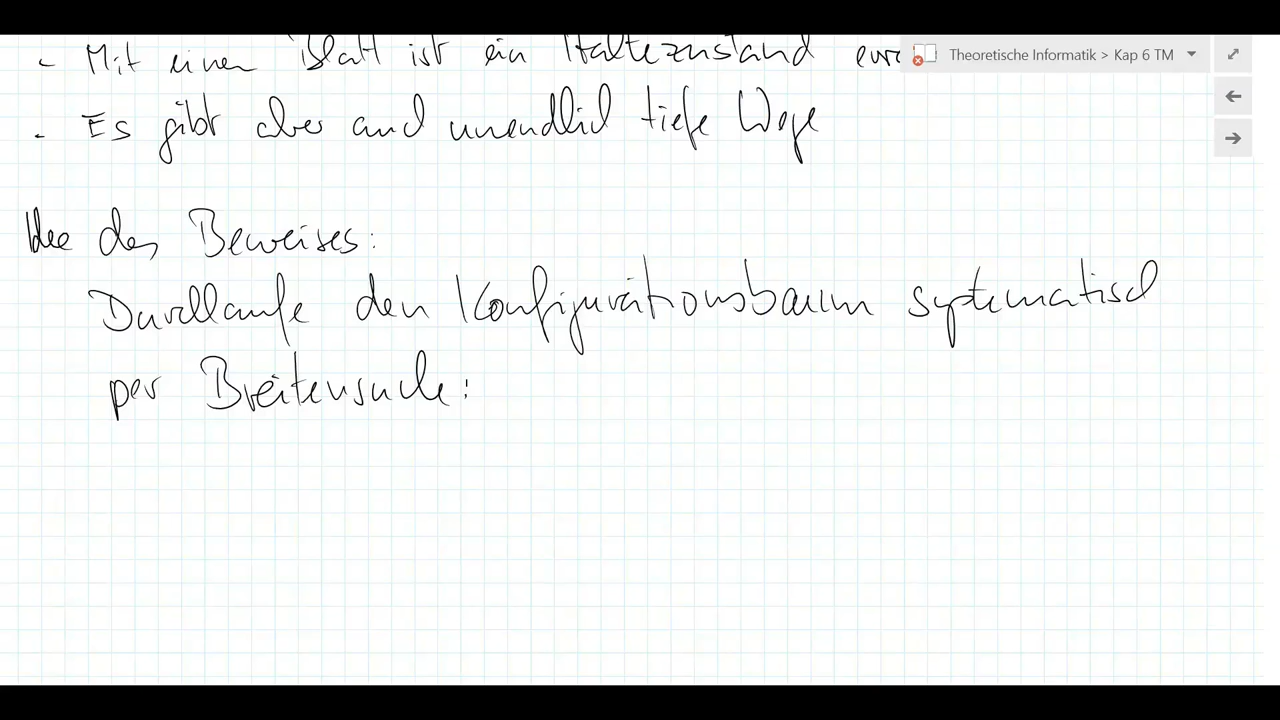 - Mit einem Blatt ist ein Haltezustand
Theoretische Informatik > Kap 6 TM
- Es gibt aber auch unendlich tiefe Wege
Idee des Beweises:
Durchlaufe den Konfigurationsbaum systematisch
per Breitensuche: